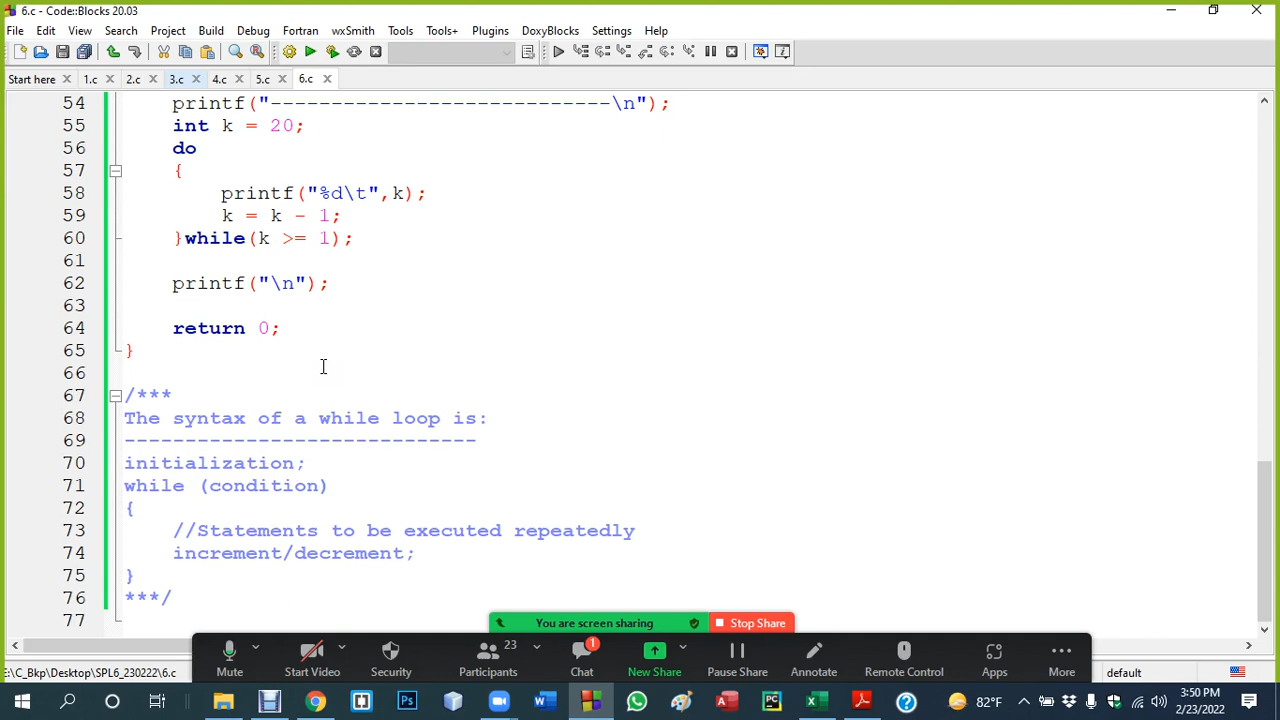 6.c - Code::Blocks 20.03
File Edit View Search Project Build Debug Fortran wxSmith Tools Tools+ Plugins DoxyBlocks Settings Help
Start here 1.c 2.c 3.c 4.c 5.c 6.c
54 printf("----------------------------\n");
55 int k = 20;
56 do
57 {
58 printf("%d\t",k);
59 k = k - 1;
60 }while(k >= 1);
61
62 printf("\n");
63
64 return 0;
65 }
66
67 /***
68 The syntax of a while loop is:
69 -----------------------------
70 initialization;
71 while (condition)
72 {
73 //Statements to be executed repeatedly
74 increment/decrement;
75 }
76 ***/
77
You are screen sharing Stop Share
23 1
Mute Start Video Security Participants Chat New Share Pause Share Annotate Remote Control Apps More
E:\C_Bkp\Desktop\SPL6_230222\6.c default
82°F 3:50 PM
2/23/2022